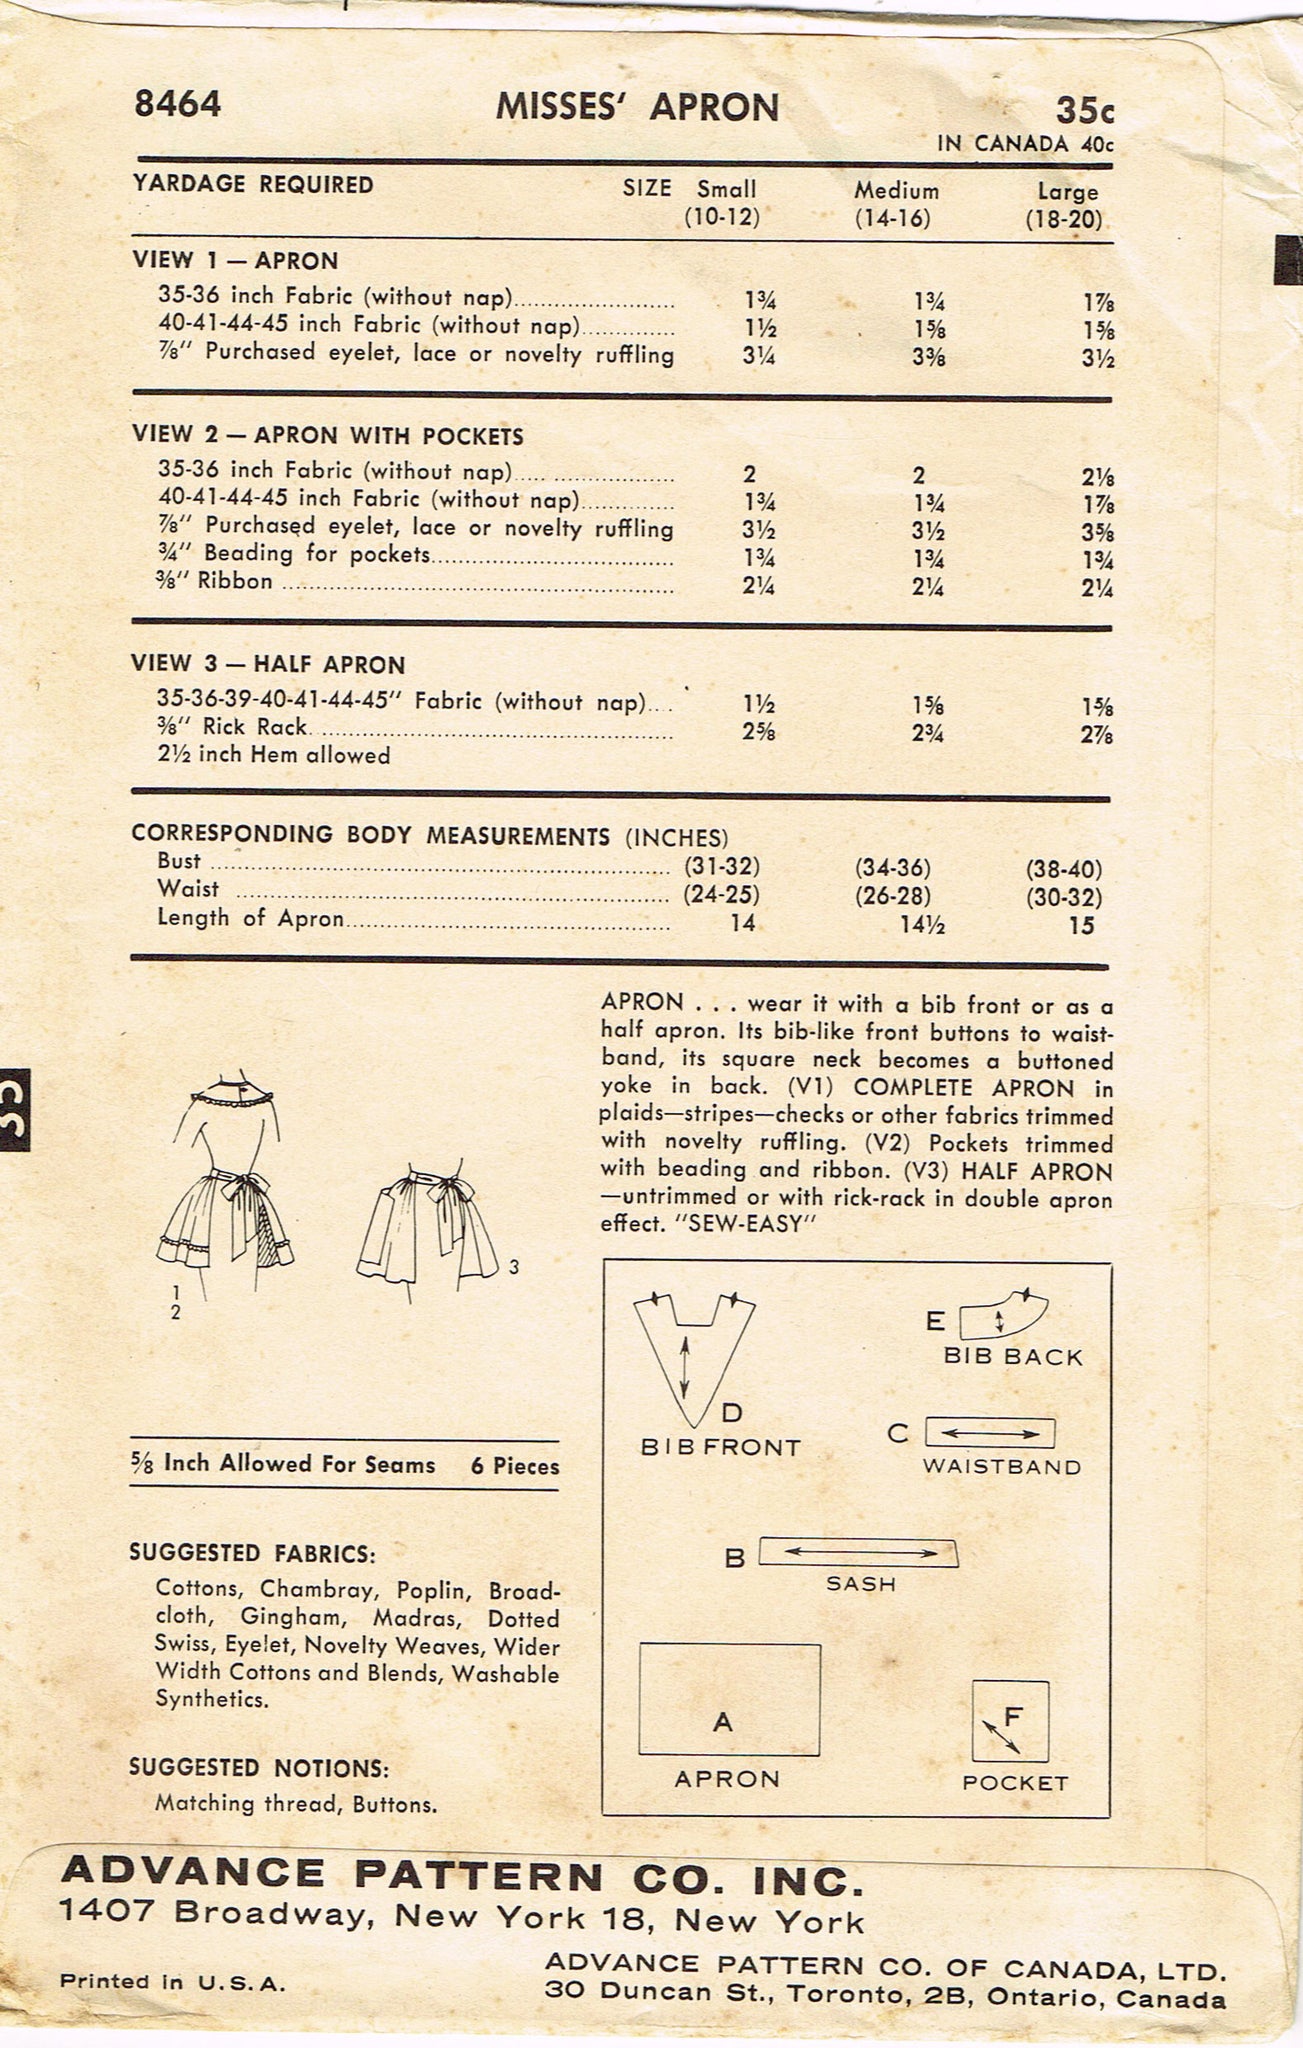 8464 MISSES' APRON 35c
IN CANADA 40c
YARDAGE REQUIRED SIZE Small Medium Large
(10-12) (14-16) (18-20)
VIEW 1 — APRON
35-36 inch Fabric (without nap)........................ 1¾ 1¾ 1⅞
40-41-44-45 inch Fabric (without nap).............. 1½ 1⅝ 1⅝
⅞" Purchased eyelet, lace or novelty ruffling 3¼ 3⅜ 3½
VIEW 2 — APRON WITH POCKETS
35-36 inch Fabric (without nap)..... .................. 2 2 2⅛
40-41-44-45 inch Fabric (without nap).............. 1¾ 1¾ 1⅞
⅞" Purchased eyelet, lace or novelty ruffling 3½ 3½ 3⅝
¾" Beading for pockets..................................... 1¾ 1¾ 1¾
⅜" Ribbon ........................................................... 2¼ 2¼ 2¼
VIEW 3 — HALF APRON
35-36-39-40-41-44-45" Fabric (without nap).... 1½ 1⅝ 1⅝
⅜" Rick Rack....................................................... 2⅝ 2¾ 2⅞
2½ inch Hem allowed
CORRESPONDING BODY MEASUREMENTS (INCHES)
Bust ..................................................................... (31-32) (34-36) (38-40)
Waist ................................................................. (24-25) (26-28) (30-32)
Length of Apron................................................. 14 14½ 15
APRON . . . wear it with a bib front or as a
half apron. Its bib-like front buttons to waist-
band, its square neck becomes a buttoned
yoke in back. (V1) COMPLETE APRON in
plaids—stripes—checks or other fabrics trimmed
with novelty ruffling. (V2) Pockets trimmed
with beading and ribbon. (V3) HALF APRON
—untrimmed or with rick-rack in double apron
effect. "SEW-EASY"
1
2
3
⅝ Inch Allowed For Seams 6 Pieces
SUGGESTED FABRICS:
Cottons, Chambray, Poplin, Broad-
cloth, Gingham, Madras, Dotted
Swiss, Eyelet, Novelty Weaves, Wider
Width Cottons and Blends, Washable
Synthetics.
SUGGESTED NOTIONS:
Matching thread, Buttons.
D
BIB FRONT
E
BIB BACK
C
WAISTBAND
B
SASH
A
APRON
F
POCKET
ADVANCE PATTERN CO. INC.
1407 Broadway, New York 18, New York
Printed in U.S.A.
ADVANCE PATTERN CO. OF CANADA, LTD.
30 Duncan St., Toronto, 2B, Ontario, Canada